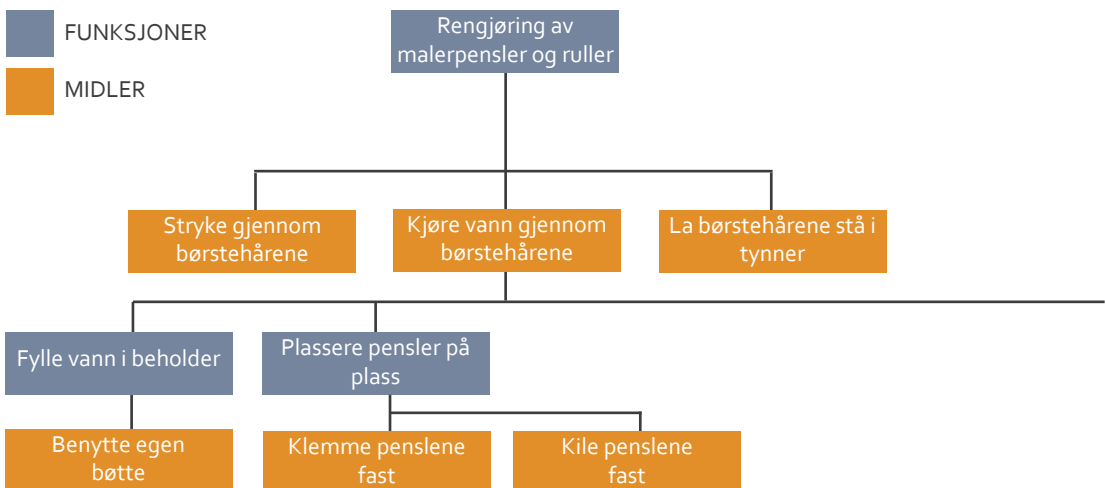 FUNKSJONER
MIDLER
Rengjøring av
malerpensler og ruller
Stryke gjennom
børstehårene
Kjøre vann gjennom
børstehårene
La børstehårene stå i
tynner
Fylle vann i beholder
Plassere pensler på
plass
Benytte egen
bøtte
Klemme penslene
fast
Kile penslene
fast